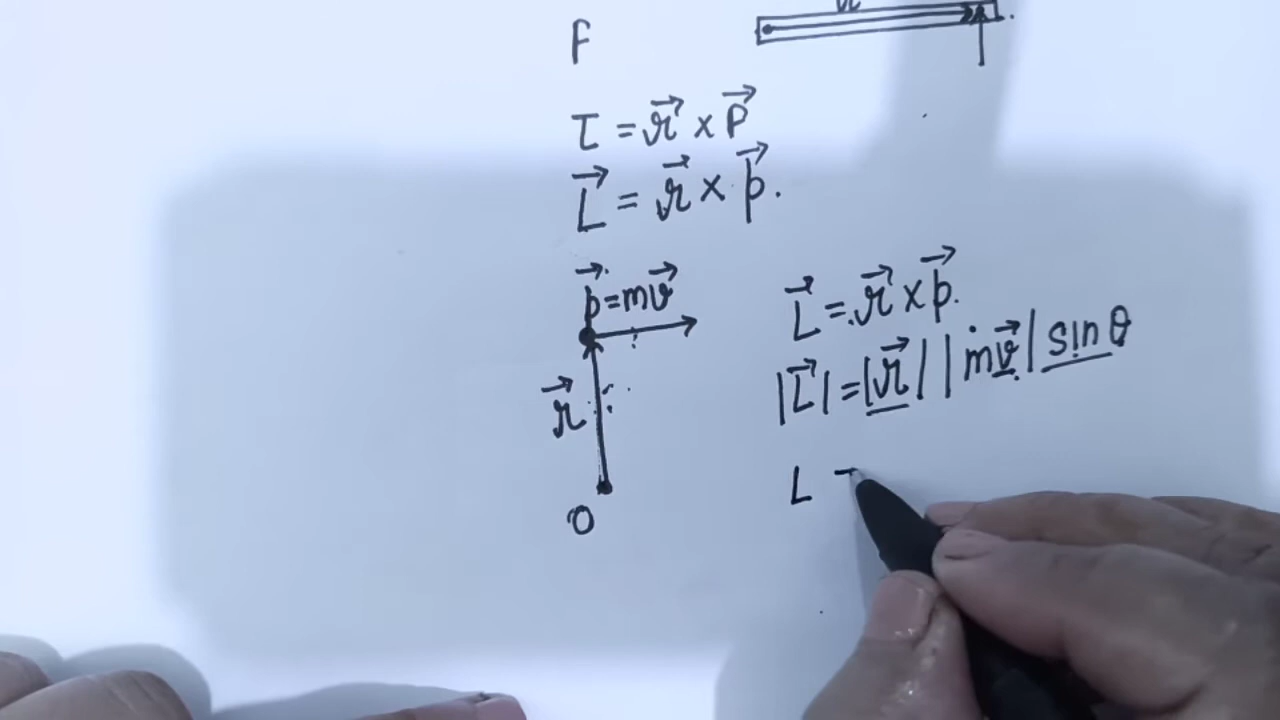 r
F
τ = r⃗ × P⃗
L⃗ = r⃗ × p⃗.
p⃗ = mv⃗
r⃗
O
L⃗ = r⃗ × p⃗.
|L⃗| = |r⃗| |mv⃗| sin θ
L